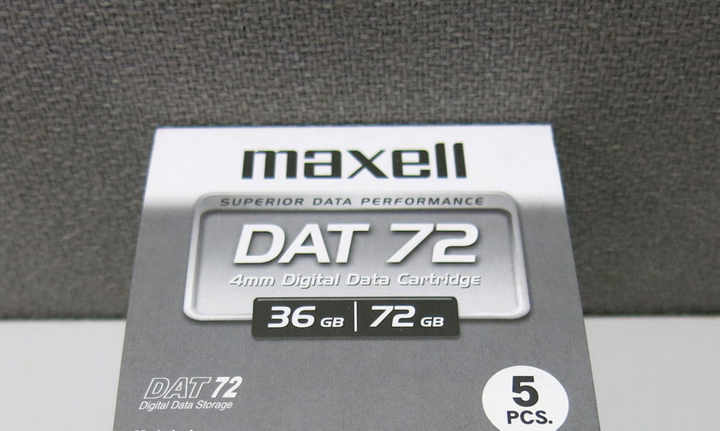 maxell
SUPERIOR DATA PERFORMANCE
DAT 72
4mm Digital Data Cartridge
36 GB | 72 GB
DAT 72
Digital Data Storage
5
PCS.